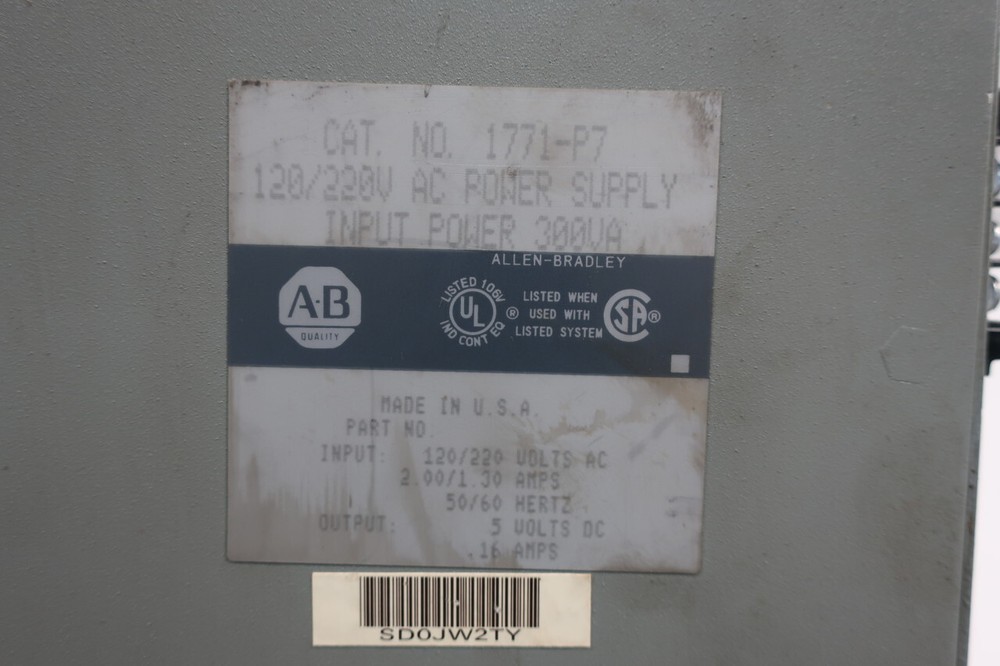 CAT. NO. 1771-P7
120/220V AC POWER SUPPLY
INPUT POWER 300VA
ALLEN-BRADLEY
A·B
QUALITY
LISTED 106V
UL ®
IND CONT EQ
LISTED WHEN
USED WITH
LISTED SYSTEM
SA ®
MADE IN U.S.A.
PART NO.
INPUT: 120/220 VOLTS AC
2.00/1.30 AMPS
50/60 HERTZ
OUTPUT: 5 VOLTS DC
16 AMPS
SD0JW2TY